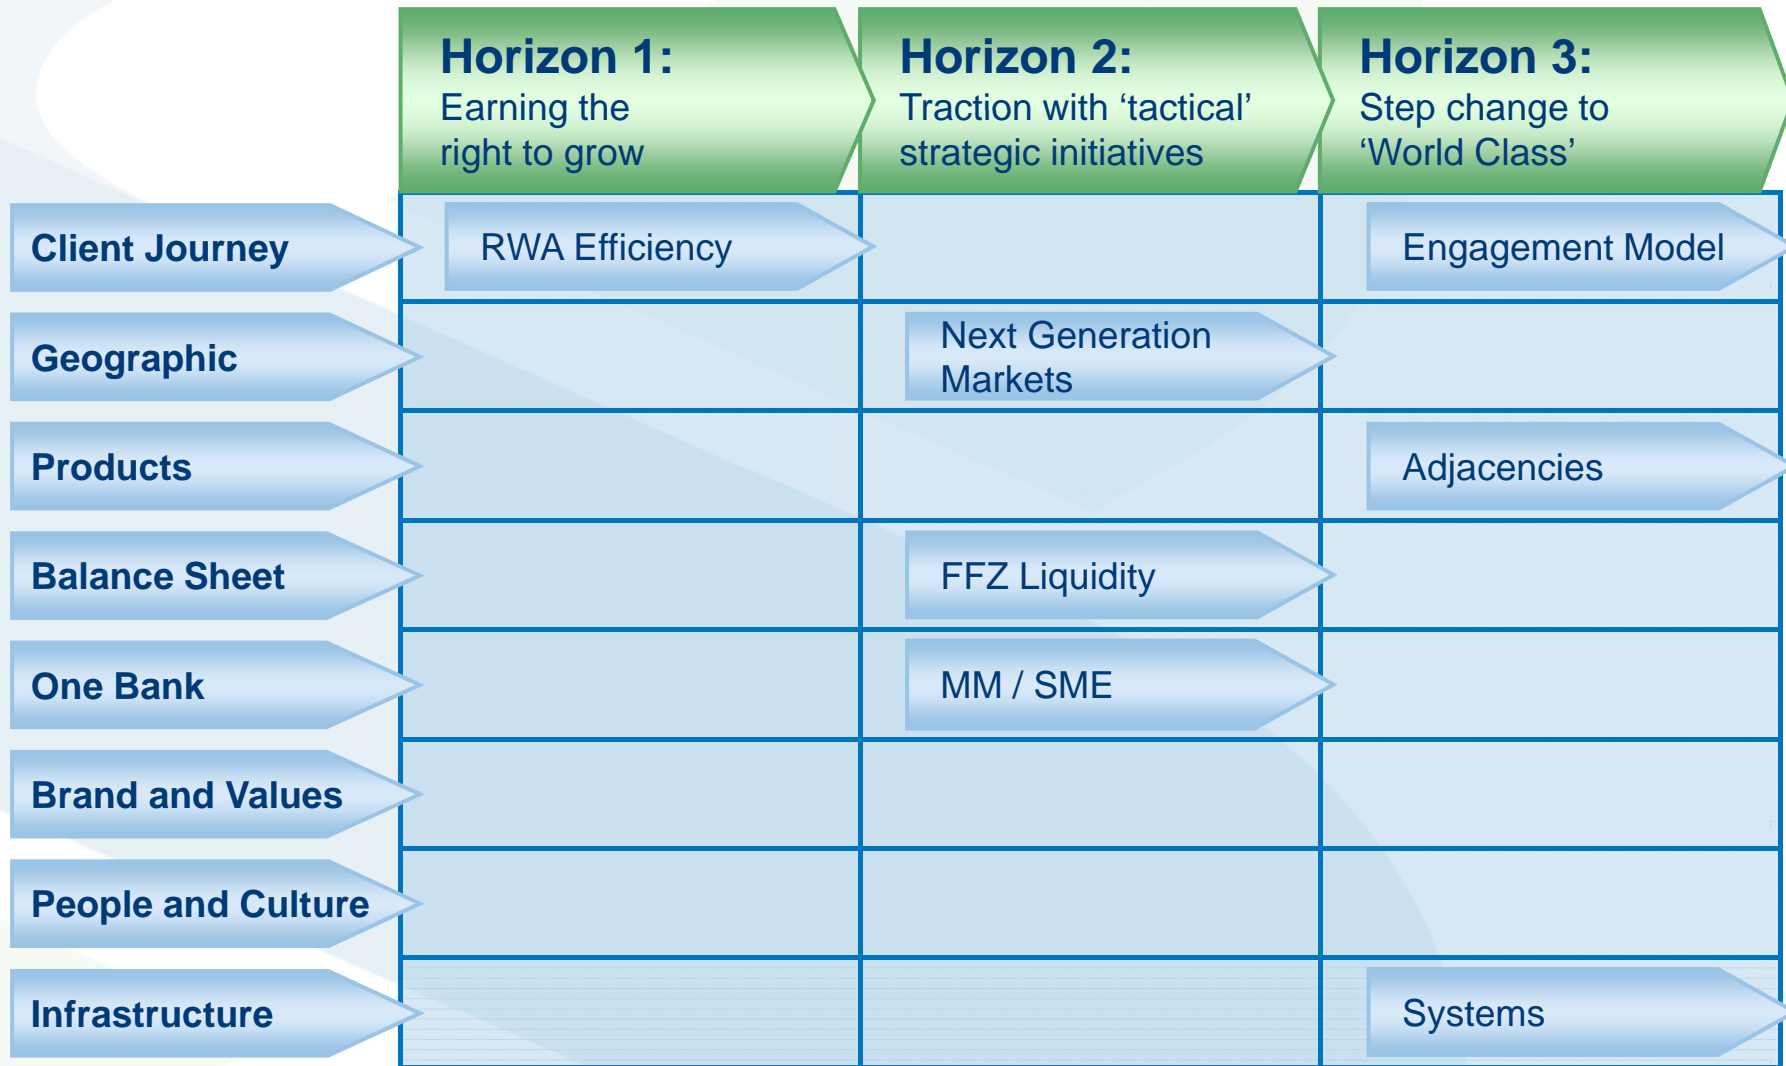 Horizon 1:
Earning the
right to grow
Horizon 2:
Traction with ‘tactical’
strategic initiatives
Horizon 3:
Step change to
‘World Class’
Client Journey
RWA Efficiency
Engagement Model
Geographic
Next Generation
Markets
Products
Adjacencies
Balance Sheet
FFZ Liquidity
One Bank
MM / SME
Brand and Values
People and Culture
Infrastructure
Systems